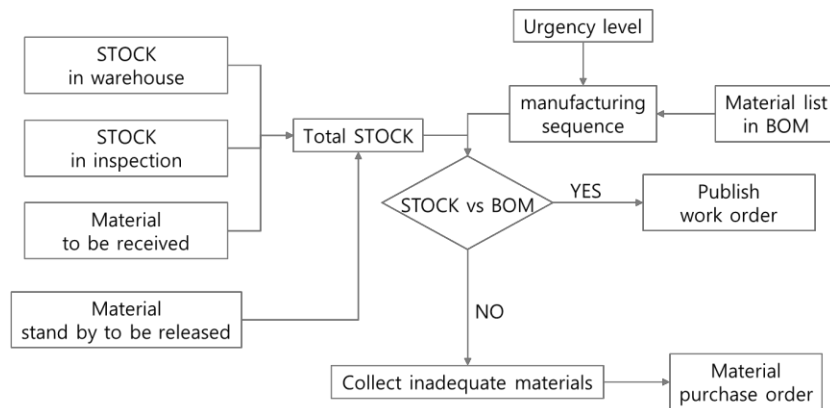 Urgency level
STOCK
in warehouse
manufacturing
sequence
Material list
in BOM
STOCK
in inspection
Total STOCK
STOCK vs BOM
YES
Publish
work order
Material
to be received
Material
stand by to be released
NO
Collect inadequate materials
Material
purchase order